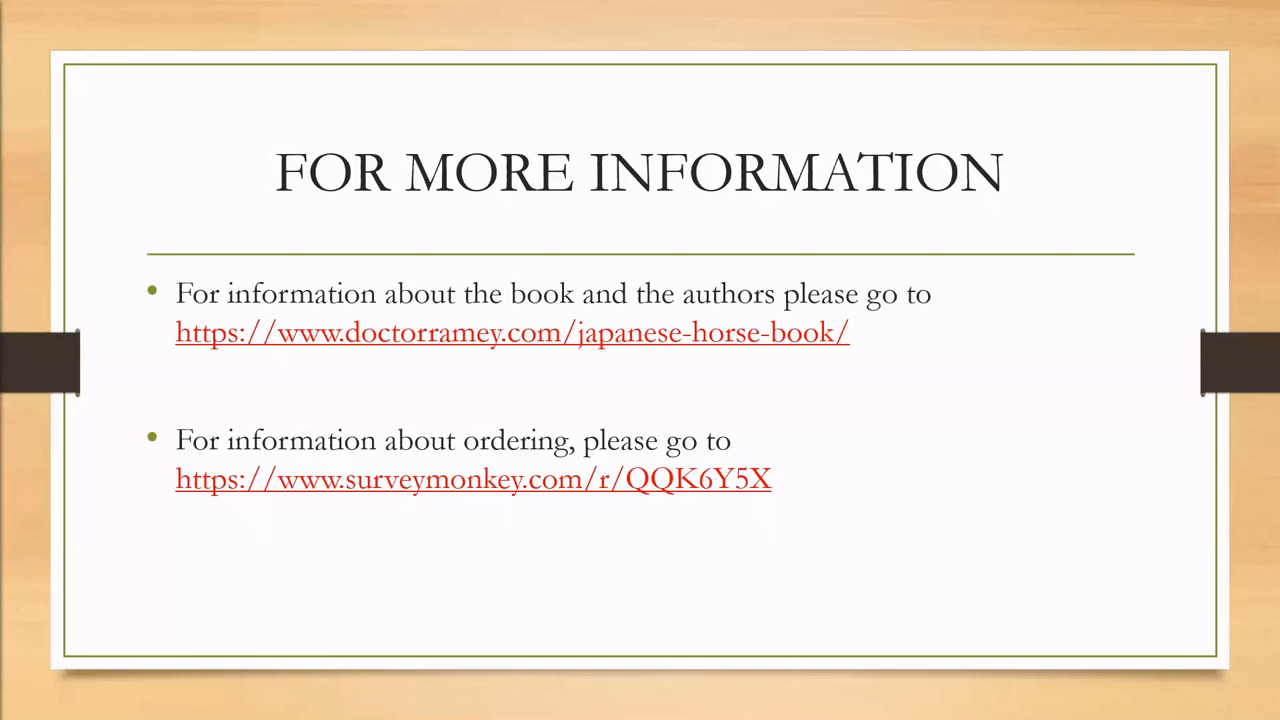 FOR MORE INFORMATION
• For information about the book and the authors please go to
https://www.doctorramey.com/japanese-horse-book/
• For information about ordering, please go to
https://www.surveymonkey.com/r/QQK6Y5X